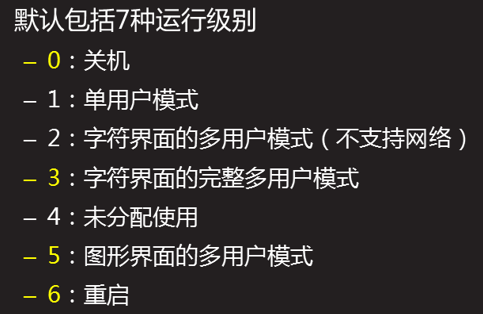 默认包括7种运行级别
– 0：关机
– 1：单用户模式
– 2：字符界面的多用户模式（不支持网络）
– 3：字符界面的完整多用户模式
– 4：未分配使用
– 5：图形界面的多用户模式
– 6：重启